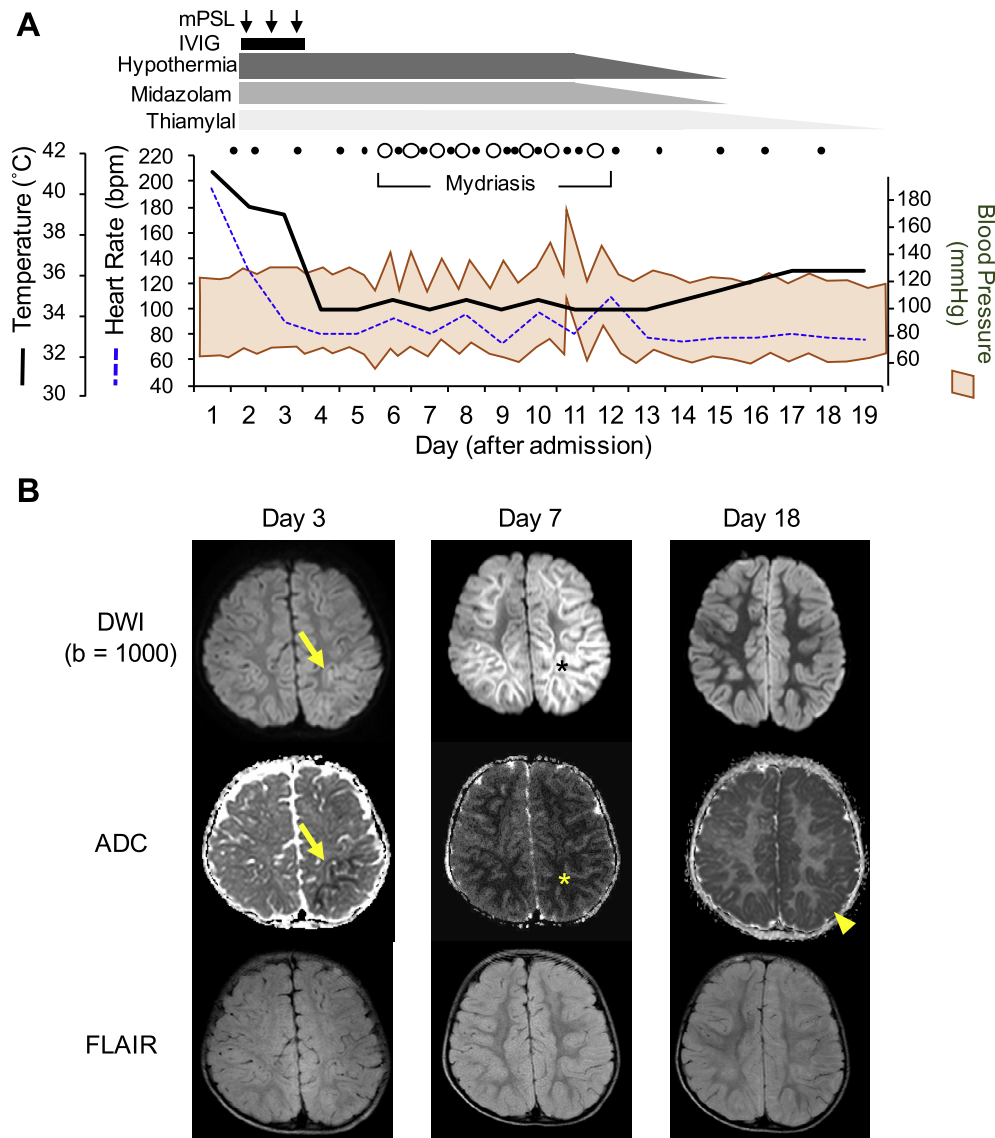 A
mPSL
IVIG
Hypothermia
Midazolam
Thiamylal
Mydriasis
Temperature (˚C)
42
40
38
36
34
32
30
Heart Rate (bpm)
220
200
180
160
140
120
100
80
60
40
180
140
120
100
80
60
Blood Pressure
(mmHg)
1 2 3 4 5 6 7 8 9 10 11 12 13 14 15 16 17 18 19
Day (after admission)
B
Day 3 Day 7 Day 18
DWI
(b = 1000)
*
ADC
*
FLAIR